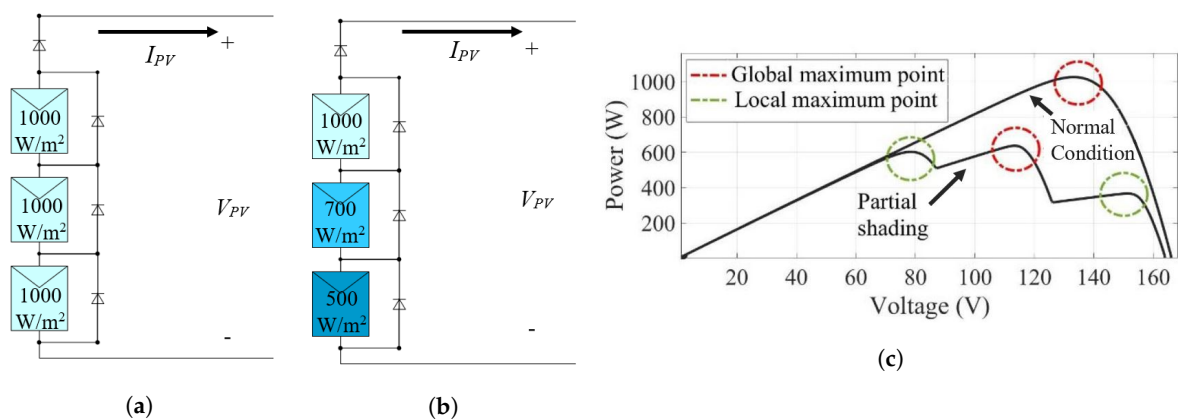 I_PV
+
1000
W/m²
1000
W/m²
1000
W/m²
V_PV
-
(a)
I_PV
+
1000
W/m²
700
W/m²
500
W/m²
V_PV
-
(b)
Global maximum point
Local maximum point
Normal
Condition
Partial
shading
Power (W)
1000
800
600
400
200
20
40
60
80
100
120
140
160
Voltage (V)
(c)